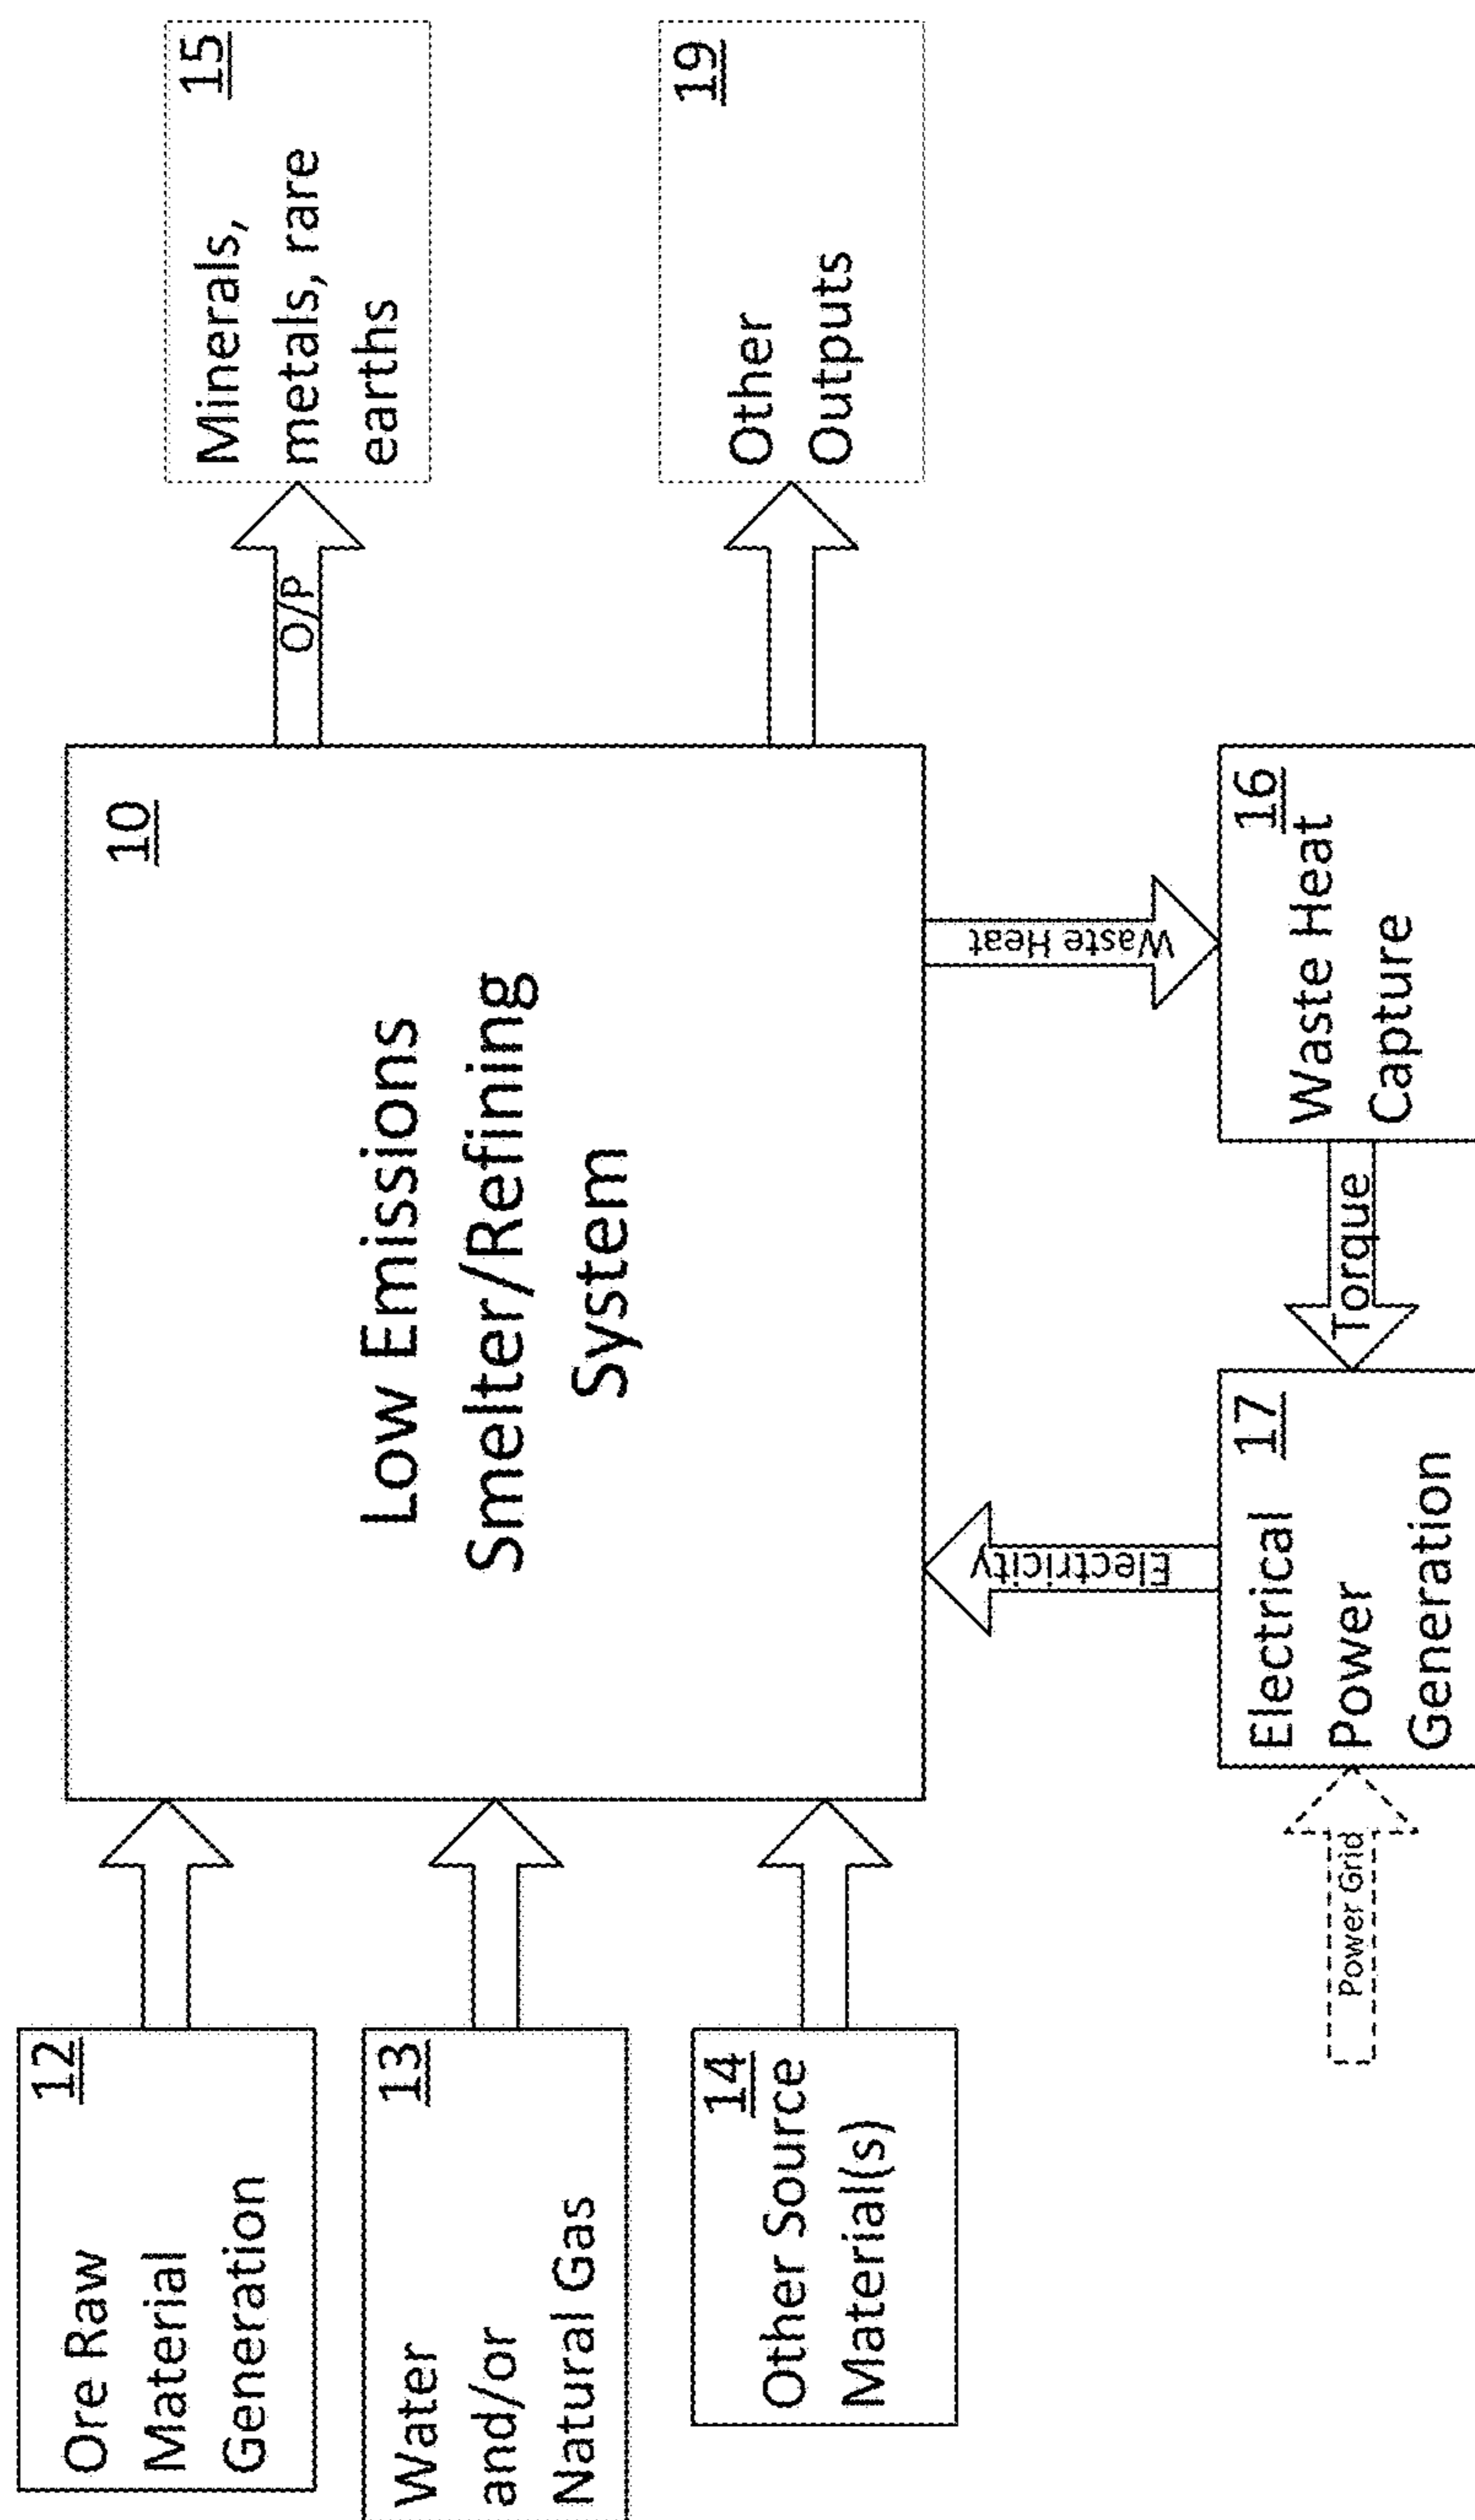 12
Ore Raw
Material
Generation
13
Water
and/or
Natural Gas
14
Other Source
Material(s)
10
Low Emissions
Smelter/Refining
System
O/P
15
Minerals,
metals, rare
earths
19
Other
Outputs
Power Grid
17
Electrical
Power
Generation
Electricity
Torque
16
Waste Heat
Capture
Waste Heat